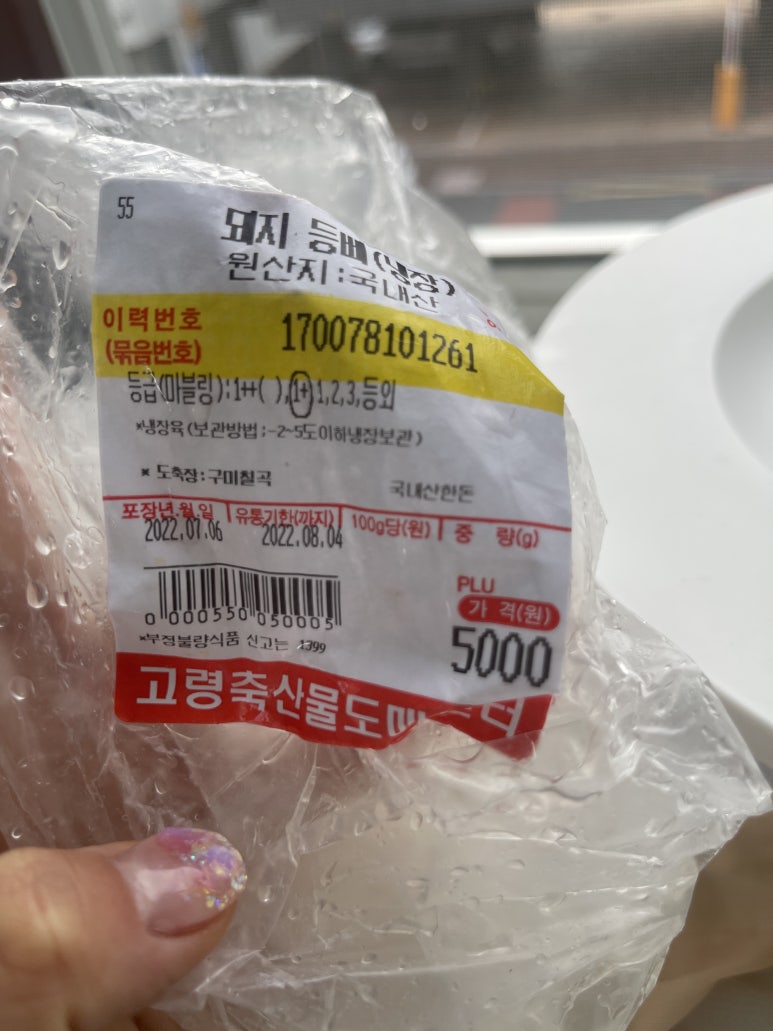 55
돼지 등뼈(냉장)
원산지:국내산
이력번호
(묶음번호)
170078101261
등급(마블링):1++( ),1+,1,2,3,등외
*냉장육(보관방법;-2~5도이하냉장보관)
* 도축장:구미칠곡
국내산한돈
포장년.월.일 유통기한(까지) 100g당(원) 중 량(g)
2022.07.06 2022.08.04
PLU
가 격(원)
0 000550 050005
5000
*부정불량식품 신고는 1399
고령축산물도매